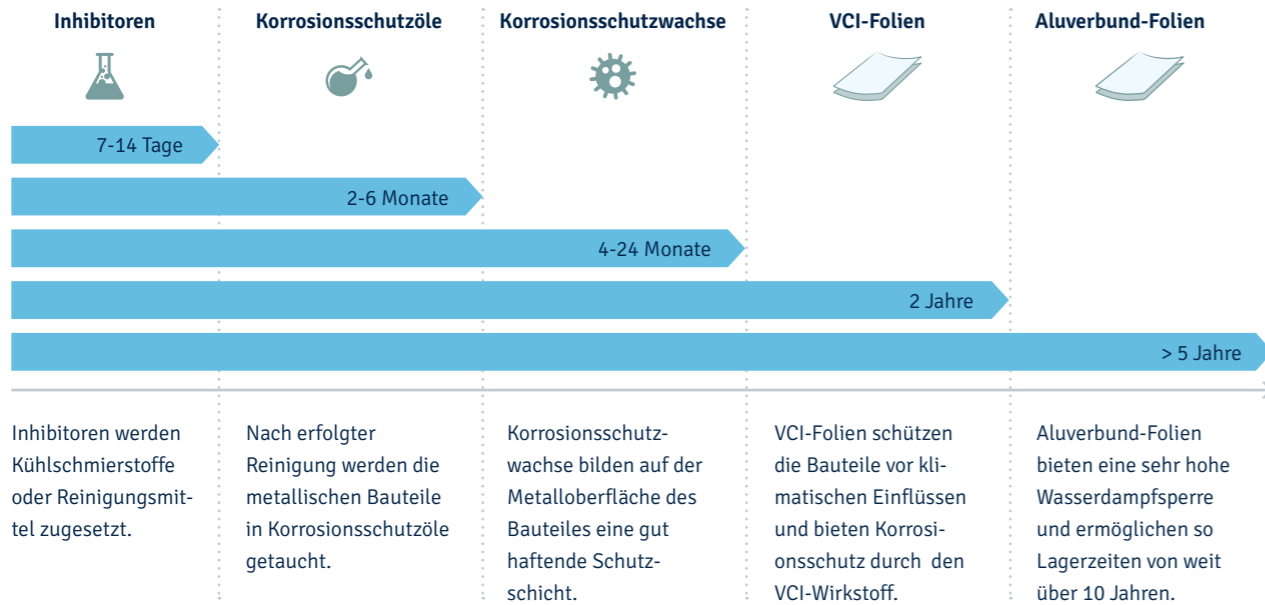 Inhibitoren
Korrosionsschutzöle
Korrosionsschutzwachse
VCI-Folien
Aluverbund-Folien
7-14 Tage
2-6 Monate
4-24 Monate
2 Jahre
> 5 Jahre
Inhibitoren werden
Kühlschmierstoffe
oder Reinigungsmit-
tel zugesetzt.
Nach erfolgter
Reinigung werden die
metallischen Bauteile
in Korrosionsschutzöle
getaucht.
Korrosionsschutz-
wachse bilden auf der
Metalloberfläche des
Bauteiles eine gut
haftende Schutz-
schicht.
VCI-Folien schützen
die Bauteile vor kli-
matischen Einflüssen
und bieten Korrosi-
onsschutz durch den
VCI-Wirkstoff.
Aluverbund-Folien
bieten eine sehr hohe
Wasserdampfsperre
und ermöglichen so
Lagerzeiten von weit
über 10 Jahren.